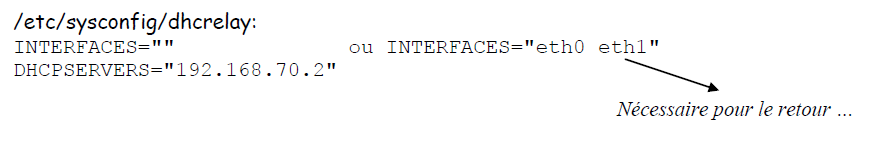 /etc/sysconfig/dhcrelay:
INTERFACES="" ou INTERFACES="eth0 eth1"
DHCPSERVERS="192.168.70.2"
Nécessaire pour le retour ...